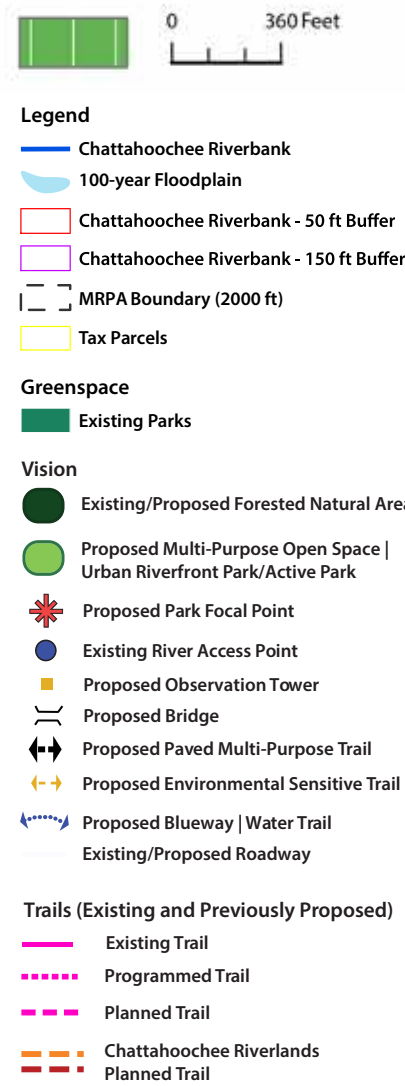 0 360 Feet
Legend
Chattahoochee Riverbank
100-year Floodplain
Chattahoochee Riverbank - 50 ft Buffer
Chattahoochee Riverbank - 150 ft Buffer
MRPA Boundary (2000 ft)
Tax Parcels
Greenspace
Existing Parks
Vision
Existing/Proposed Forested Natural Area
Proposed Multi-Purpose Open Space |
Urban Riverfront Park/Active Park
Proposed Park Focal Point
Existing River Access Point
Proposed Observation Tower
Proposed Bridge
Proposed Paved Multi-Purpose Trail
Proposed Environmental Sensitive Trail
Proposed Blueway | Water Trail
Existing/Proposed Roadway
Trails (Existing and Previously Proposed)
Existing Trail
Programmed Trail
Planned Trail
Chattahoochee Riverlands
Planned Trail